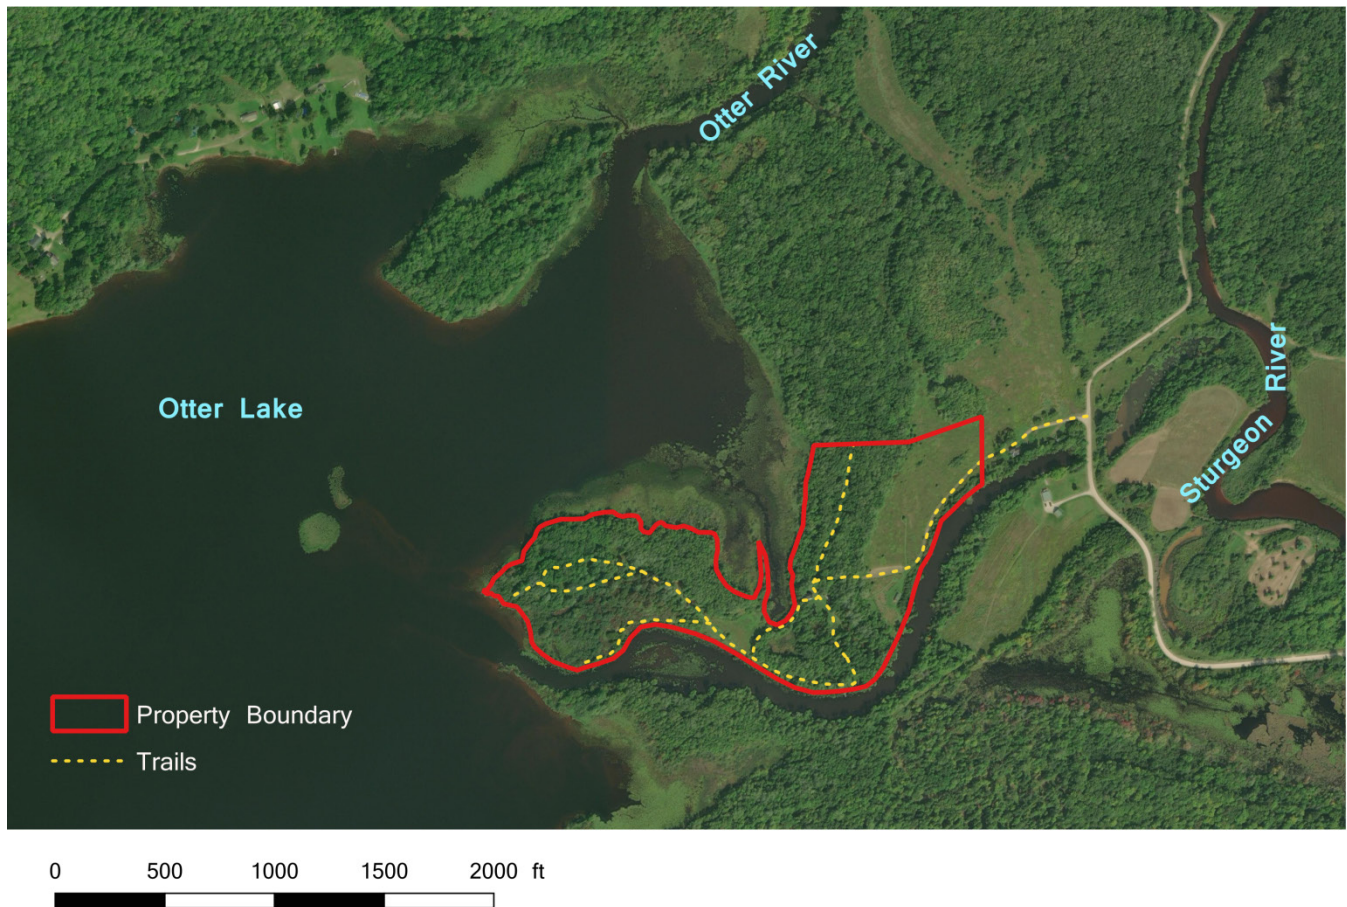 Otter River
Otter Lake
Sturgeon River
Property Boundary
Trails
0 500 1000 1500 2000 ft